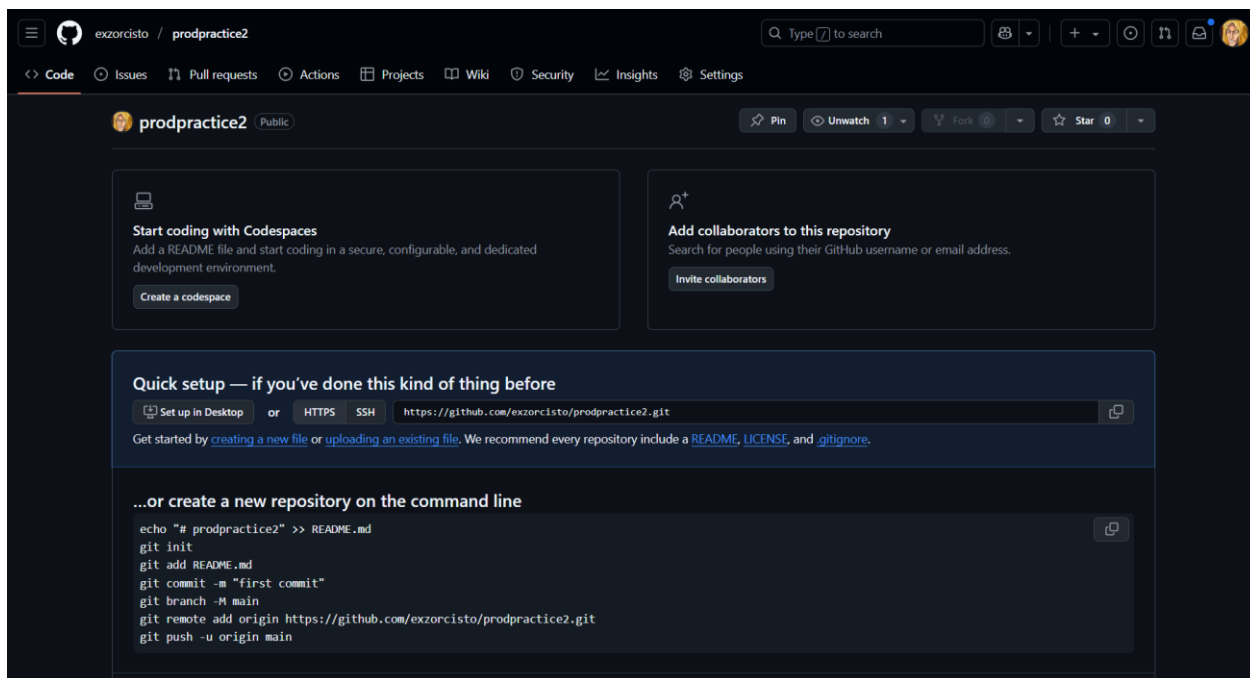 exzorcisto / prodpractice2
Type / to search
Code Issues Pull requests Actions Projects Wiki Security Insights Settings
prodpractice2 Public
Pin Unwatch 1 Fork 0 Star 0
Start coding with Codespaces
Add a README file and start coding in a secure, configurable, and dedicated
development environment.
Create a codespace
Add collaborators to this repository
Search for people using their GitHub username or email address.
Invite collaborators
Quick setup — if you’ve done this kind of thing before
Set up in Desktop or HTTPS SSH https://github.com/exzorcisto/prodpractice2.git
Get started by creating a new file or uploading an existing file. We recommend every repository include a README, LICENSE, and .gitignore.
...or create a new repository on the command line
echo "# prodpractice2" >> README.md
git init
git add README.md
git commit -m "first commit"
git branch -M main
git remote add origin https://github.com/exzorcisto/prodpractice2.git
git push -u origin main